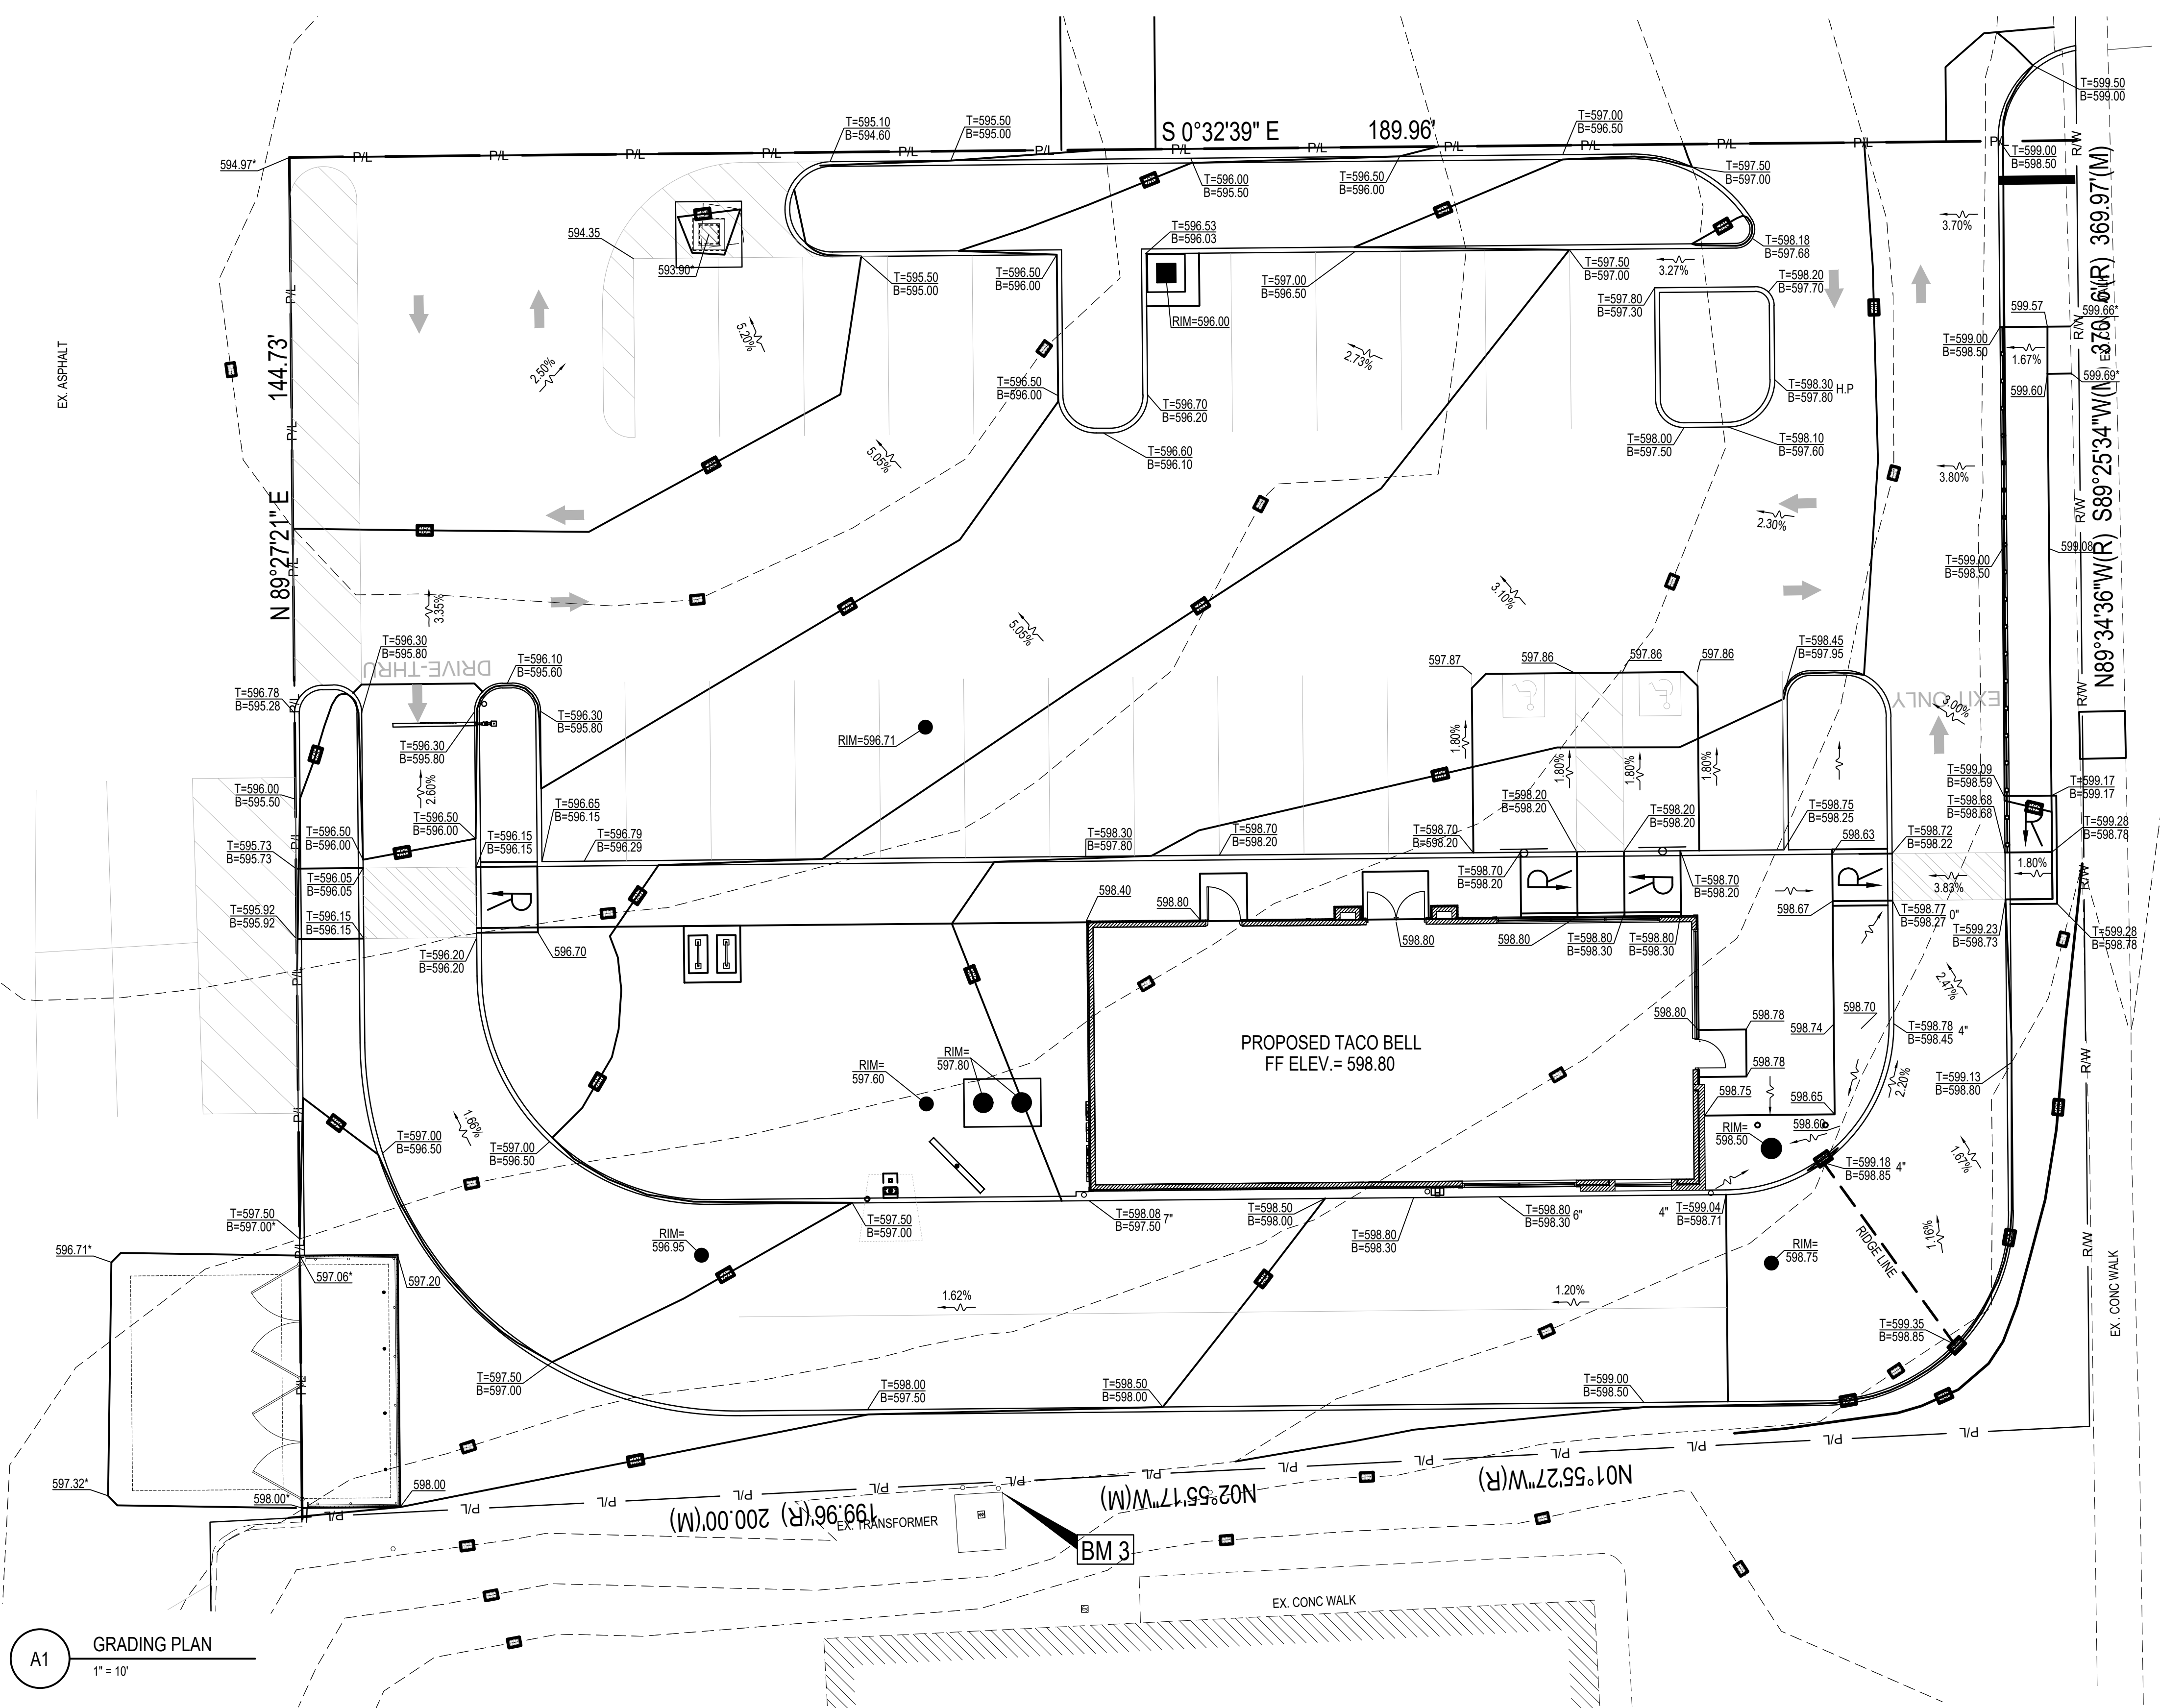 T=599.50
B=599.00
T=595.10
B=594.60
T=595.50
B=595.00
S 0°32'39" E
189.96'
T=597.00
B=596.50
P/L
P/L
P/L
P/L
P/L
P/L
P/L
P/L
P/L
P/L
P/L
P/L
P/L
R/W
594.97*
T=599.00
B=598.50
T=596.00
B=595.50
T=596.50
B=596.00
T=597.50
B=597.00
594.35
593.90*
T=596.53
B=596.03
T=598.18
B=597.68
3.70%
T=595.50
B=595.00
T=596.50
B=596.00
T=597.00
B=596.50
T=597.50
B=597.00
3.27%
T=598.20
B=597.70
T=597.80
B=597.30
RIM=596.00
599.57
599.66*
T=599.00
B=598.50
1.67%
599.69*
599.60
EX. ASPHALT
144.73'
N 89°27'21" E
P/L
P/L
P/L
2.50%
5.20%
2.73%
T=596.50
B=596.00
T=596.70
B=596.20
T=598.30
B=597.80
H.P
T=596.60
B=596.10
T=598.00
B=597.50
T=598.10
B=597.60
5.05%
3.80%
2.30%
T=599.00
B=598.50
599.08
N89°34'36"W(R) S89°25'34"W(M) 370.6'(R) 369.97'(M)
R/W
R/W
R/W
3.35%
5.05%
3.10%
T=596.30
B=595.80
DRIVE-THRU
T=596.10
B=595.60
T=596.78
B=595.28
P/L
T=596.30
B=595.80
T=596.30
B=595.80
2.60%
RIM=596.71
597.87
597.86
597.86
597.86
T=598.45
B=597.95
EXIT ONLY
3.00%
1.80%
1.80%
1.80%
1.80%
T=596.00
B=595.50
T=596.50
B=596.00
T=596.50
B=596.00
T=596.65
B=596.15
T=596.15
B=596.15
T=596.79
B=596.29
T=598.30
B=597.80
T=598.70
B=598.20
T=598.70
B=598.20
T=598.20
B=598.20
T=598.20
B=598.20
T=598.75
B=598.25
598.63
T=598.72
B=598.22
T=599.09
B=598.59
T=598.68
B=598.68
T=599.17
B=599.17
T=599.28
B=598.78
P/L
T=595.73
B=595.73
T=596.05
B=596.05
T=595.92
B=595.92
T=596.15
B=596.15
R
T=596.20
B=596.20
596.70
598.40
598.80
598.80
T=598.70
B=598.20
R
R
T=598.70
B=598.20
598.80
T=598.80
B=598.30
T=598.80
B=598.30
R
R
598.67
3.83%
1.80%
T=598.77
B=598.27
0"
T=599.23
B=598.73
T=599.28
B=598.78
R/W
P/L
2.47%
598.80
598.78
598.74
598.70
T=598.78
B=598.45
4"
598.78
PROPOSED TACO BELL
FF ELEV.= 598.80
RIM=
597.60
RIM=
597.80
598.75
598.65
598.60
2.20%
T=599.13
B=598.80
R/W
P/L
1.66%
T=597.00
B=596.50
T=597.00
B=596.50
RIM=
598.50
T=599.18
B=598.85
4"
1.67%
T=597.50
B=597.00*
P/L
RIM=
596.95
T=597.50
B=597.00
T=598.08
B=597.50
7"
T=598.50
B=598.00
T=598.80
B=598.30
T=598.80
B=598.30
6"
4"
T=599.04
B=598.71
RIM=
598.75
RIDGE LINE
1.16%
R/W
596.71*
597.06*
597.20
1.62%
1.20%
EX. CONC WALK
T=599.35
B=598.85
T=597.50
B=597.00
P/L
T=598.00
B=597.50
T=598.50
B=598.00
T=599.00
B=598.50
597.32*
598.00*
598.00
P/L
P/L
P/L
P/L
P/L
P/L
P/L
P/L
P/L
P/L
P/L
P/L
P/L
199.96'(R) 200.00'(M)
N02°55'17"W(M)
N01°55'27"W(R)
EX. TRANSFORMER
BM 3
EX. CONC WALK
A1
GRADING PLAN
1" = 10'